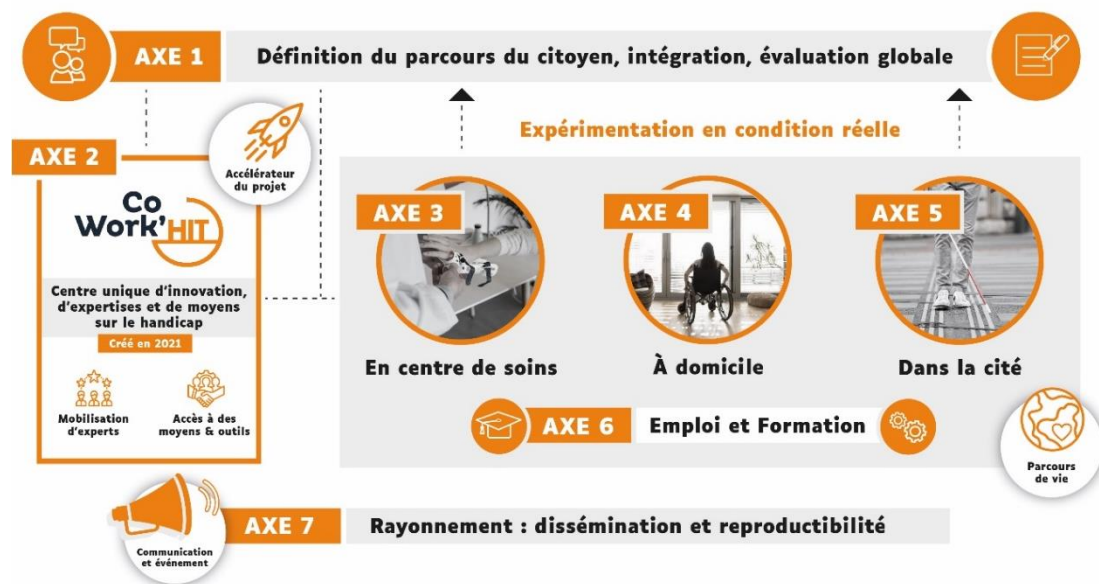 AXE 1
Définition du parcours du citoyen, intégration, évaluation globale
Expérimentation en condition réelle
AXE 2
Accélérateur
du projet
Co
Work'HIT
Centre unique d'innovation,
d'expertises et de moyens
sur le handicap
Créé en 2021
Mobilisation
d'experts
Accès à des
moyens & outils
AXE 3
En centre de soins
AXE 4
À domicile
AXE 5
Dans la cité
AXE 6
Emploi et Formation
Parcours
de vie
Communication
et événement
AXE 7
Rayonnement : dissémination et reproductibilité